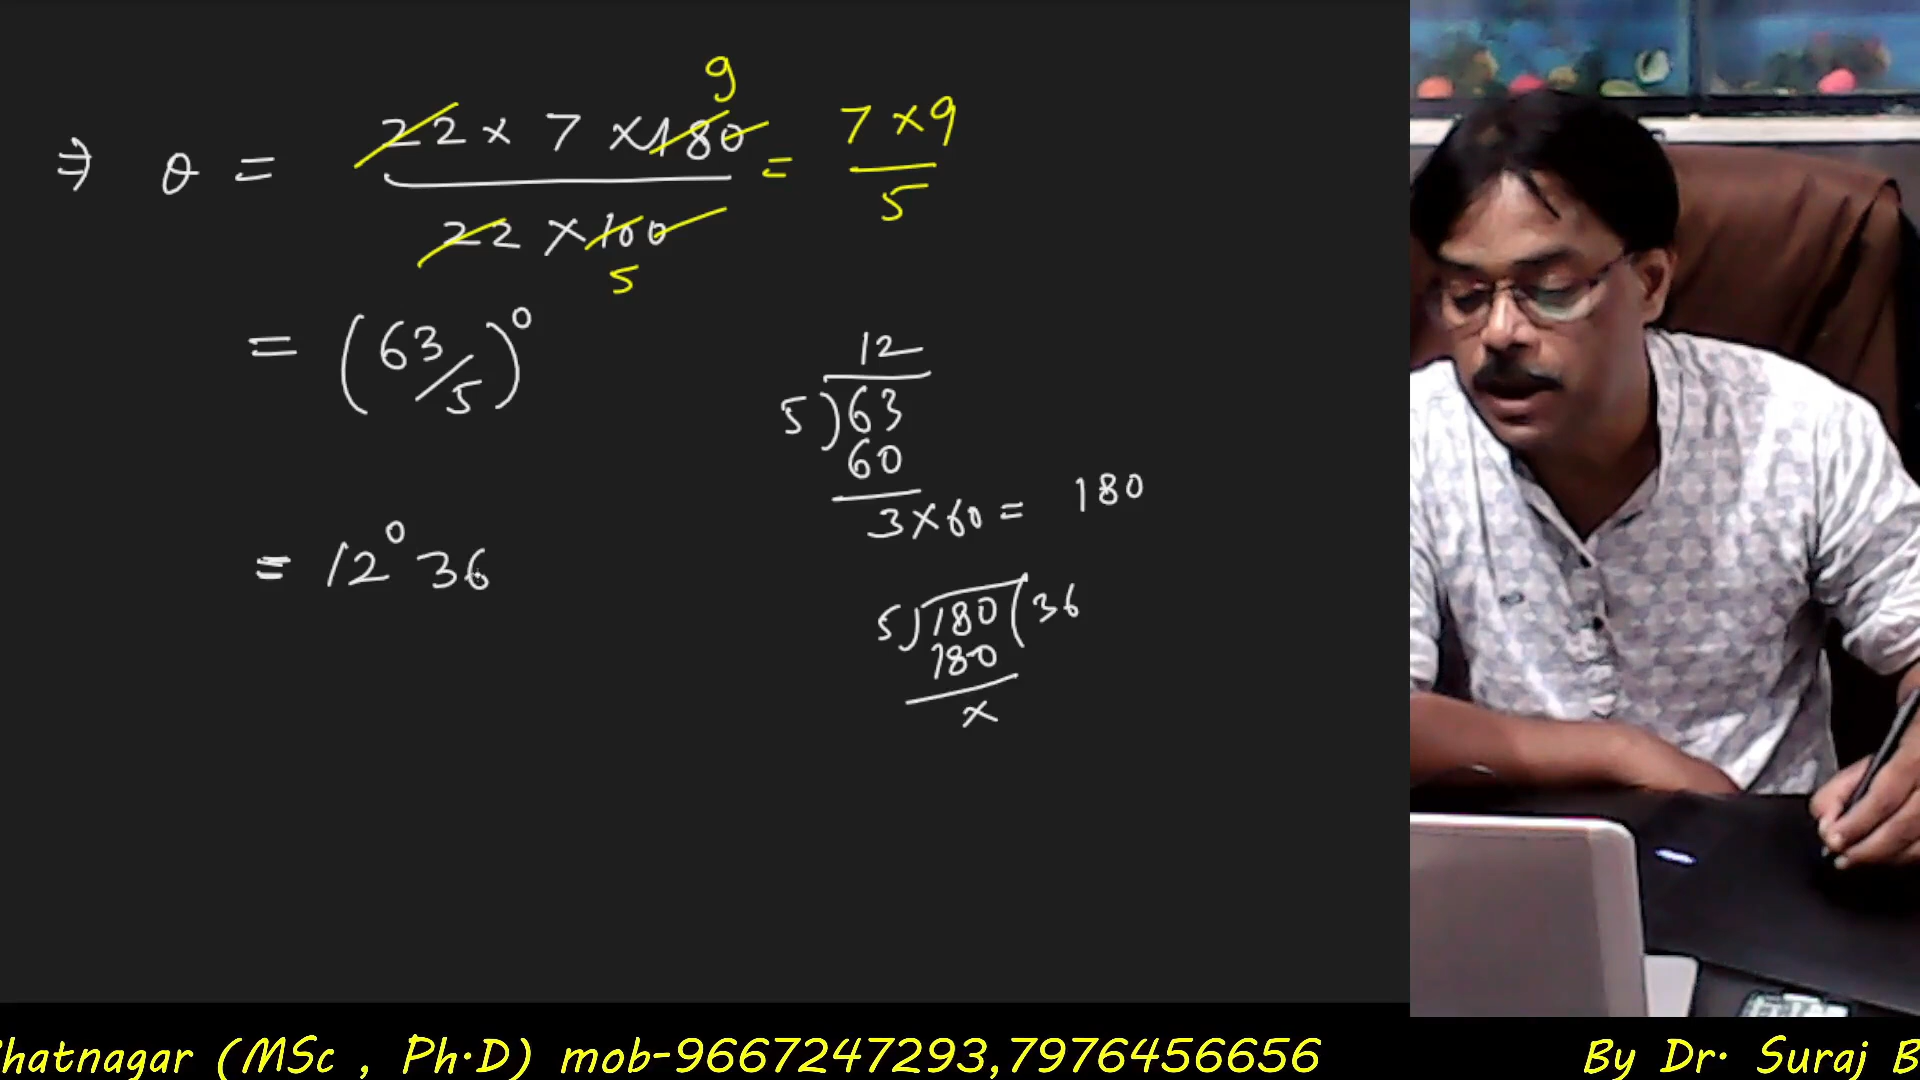 ⇒ θ = 22 × 7 × 180 / 22 × 100 = 7 × 9 / 5
9
5
= (63/5)°
12
5)63
60
3 × 60 = 180
= 12° 36
5)180(36
180
×
hatnagar (MSc , Ph.D) mob-9667247293,7976456656 By Dr. Suraj B